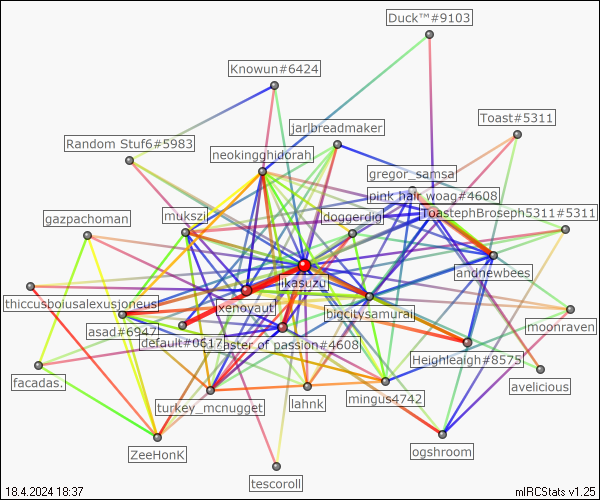 Duck™#9103
Knowun#6424
Toast#5311
jarlbreadmaker
Random Stuf6#5983
neokingghidorah
gregor_samsa
pink hair woag#4608
gazpachoman
mukszi
doggerdig
ToastephBroseph5311#5311
andnewbees
ikasuzu
thiccusboiusalexusjoneus
xenoyaut
bigcitysamurai
moonraven
asad#6947
default#0617
master of passion#4608
Heighleaigh#8575
facadas.
avelicious
turkey_mcnugget
lahnk
mingus4742
ZeeHonK
ogshroom
tescoroll
18.4.2024 18:37
mIRCStats v1.25